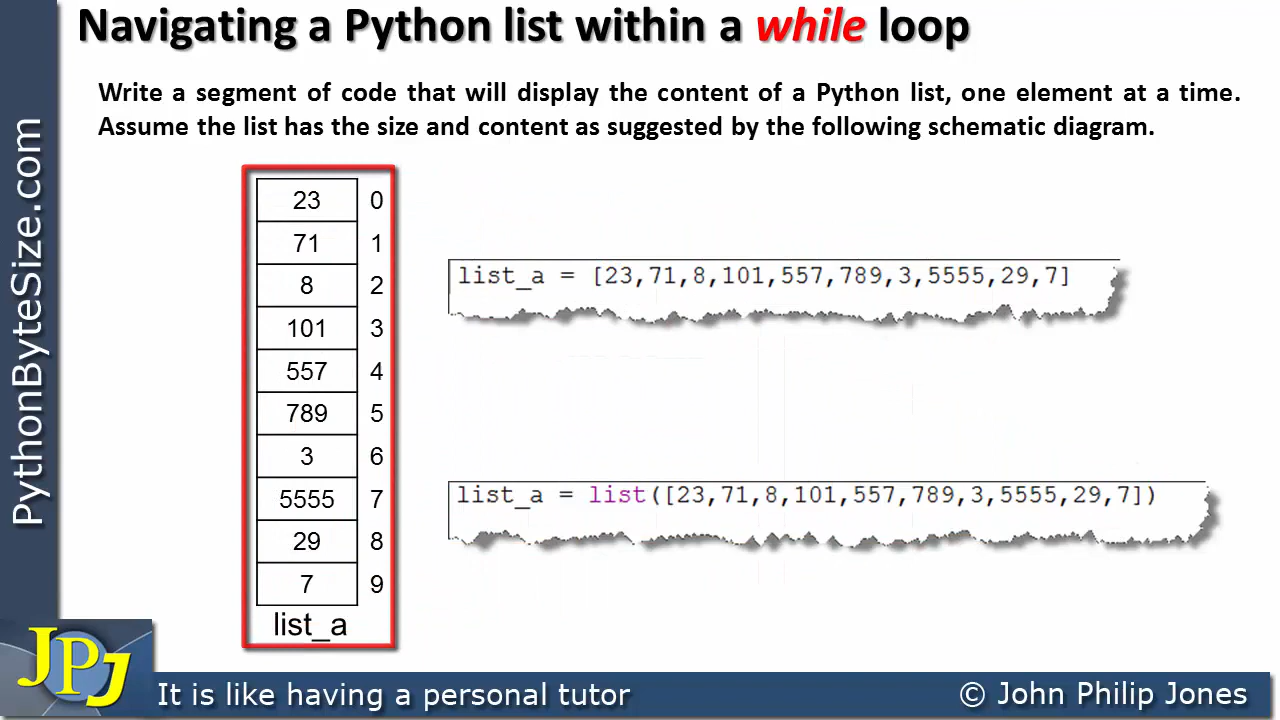 Navigating a Python list within a while loop
Write a segment of code that will display the content of a Python list, one element at a time.
Assume the list has the size and content as suggested by the following schematic diagram.
23 0
71 1
8 2
101 3
557 4
789 5
3 6
5555 7
29 8
7 9
list_a
list_a = [23,71,8,101,557,789,3,5555,29,7]
list_a = list([23,71,8,101,557,789,3,5555,29,7])
PythonByteSize.com
JPJ
It is like having a personal tutor
© John Philip Jones